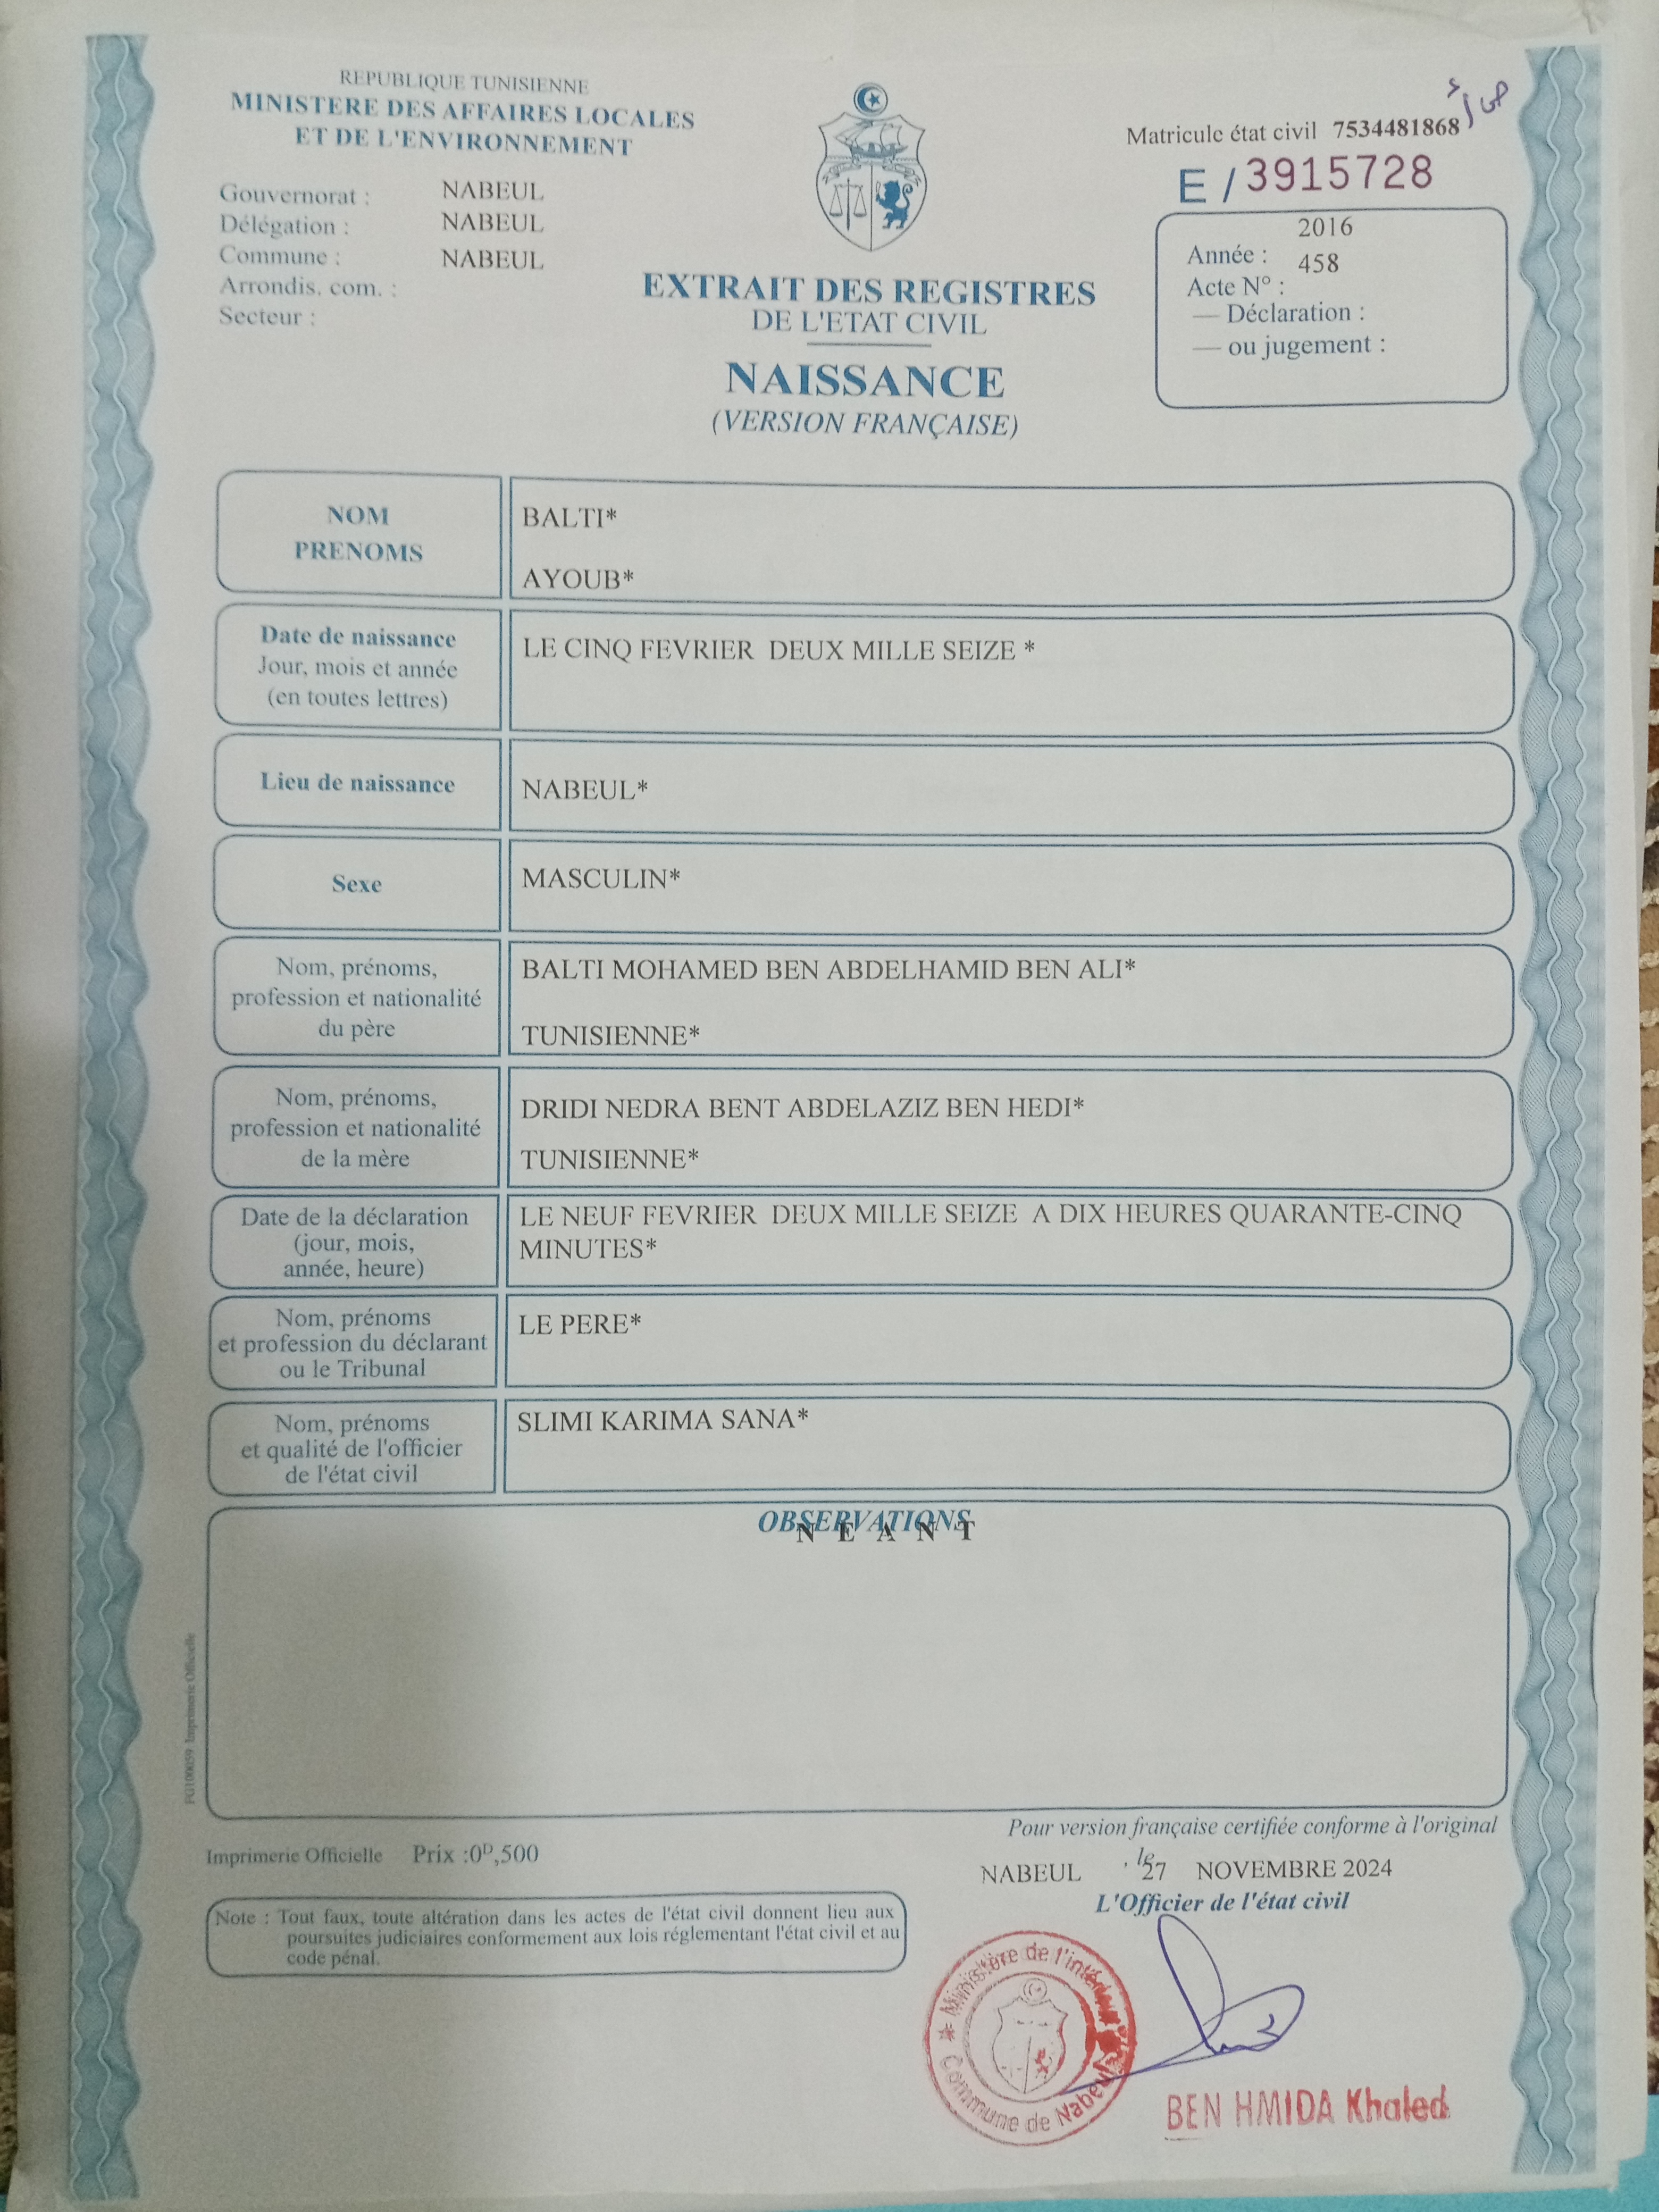 REPUBLIQUE TUNISIENNE
MINISTERE DES AFFAIRES LOCALES
ET DE L'ENVIRONNEMENT
Gouvernorat : NABEUL
Délégation : NABEUL
Commune : NABEUL
Arrondis. com. :
Secteur :
Matricule état civil 7534481868
E / 3915728
2016
Année :
458
Acte N° :
— Déclaration :
— ou jugement :
EXTRAIT DES REGISTRES
DE L'ETAT CIVIL
NAISSANCE
(VERSION FRANÇAISE)
NOM
PRENOMS
BALTI*
AYOUB*
Date de naissance
Jour, mois et année
(en toutes lettres)
LE CINQ FEVRIER DEUX MILLE SEIZE *
Lieu de naissance
NABEUL*
Sexe
MASCULIN*
Nom, prénoms,
profession et nationalité
du père
BALTI MOHAMED BEN ABDELHAMID BEN ALI*
TUNISIENNE*
Nom, prénoms,
profession et nationalité
de la mère
DRIDI NEDRA BENT ABDELAZIZ BEN HEDI*
TUNISIENNE*
Date de la déclaration
(jour, mois,
année, heure)
LE NEUF FEVRIER DEUX MILLE SEIZE A DIX HEURES QUARANTE-CINQ
MINUTES*
Nom, prénoms
et profession du déclarant
ou le Tribunal
LE PERE*
Nom, prénoms
et qualité de l'officier
de l'état civil
SLIMI KARIMA SANA*
OBSERVATIONS
N E A N T
FG100059 Imprimerie Officielle
Pour version française certifiée conforme à l'original
Imprimerie Officielle Prix :0D,500
NABEUL , le 27 NOVEMBRE 2024
L'Officier de l'état civil
Note : Tout faux, toute altération dans les actes de l'état civil donnent lieu aux
poursuites judiciaires conformement aux lois réglementant l'état civil et au
code pénal.
Ministère de l'intérieur
Commune de Nabeul
BEN HMIDA Khaled